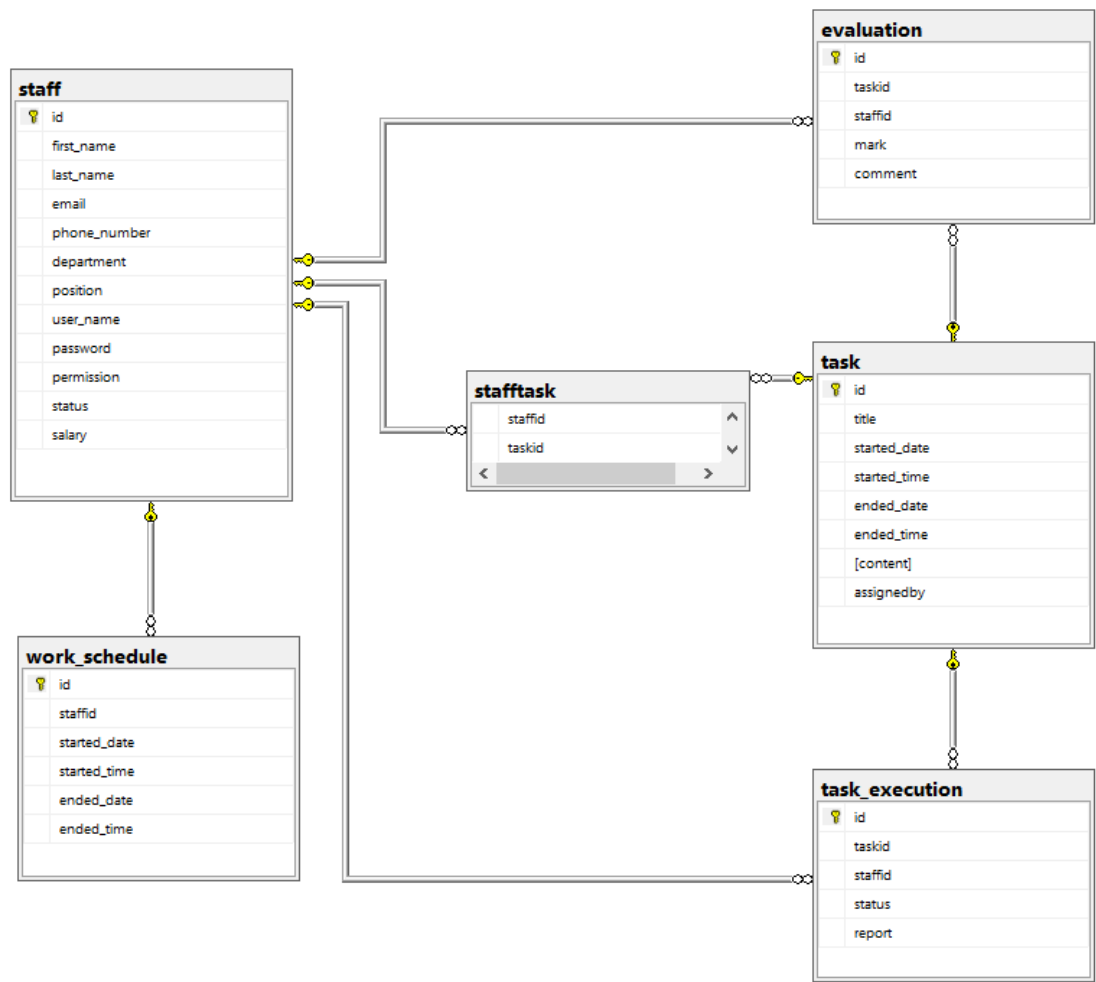 staff
id
first_name
last_name
email
phone_number
department
position
user_name
password
permission
status
salary
work_schedule
id
staffid
started_date
started_time
ended_date
ended_time
stafftask
staffid
taskid
evaluation
id
taskid
staffid
mark
comment
task
id
title
started_date
started_time
ended_date
ended_time
[content]
assignedby
task_execution
id
taskid
staffid
status
report